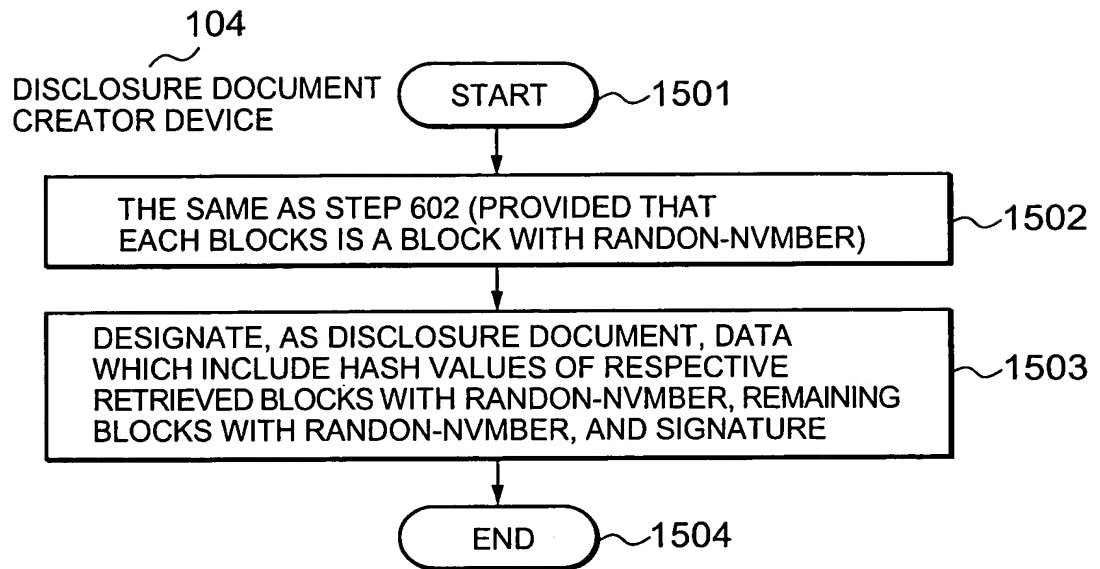 104
DISCLOSURE DOCUMENT
CREATOR DEVICE
START
1501
THE SAME AS STEP 602 (PROVIDED THAT
EACH BLOCKS IS A BLOCK WITH RANDON-NVMBER)
1502
DESIGNATE, AS DISCLOSURE DOCUMENT, DATA
WHICH INCLUDE HASH VALUES OF RESPECTIVE
RETRIEVED BLOCKS WITH RANDON-NVMBER, REMAINING
BLOCKS WITH RANDON-NVMBER, AND SIGNATURE
1503
END
1504